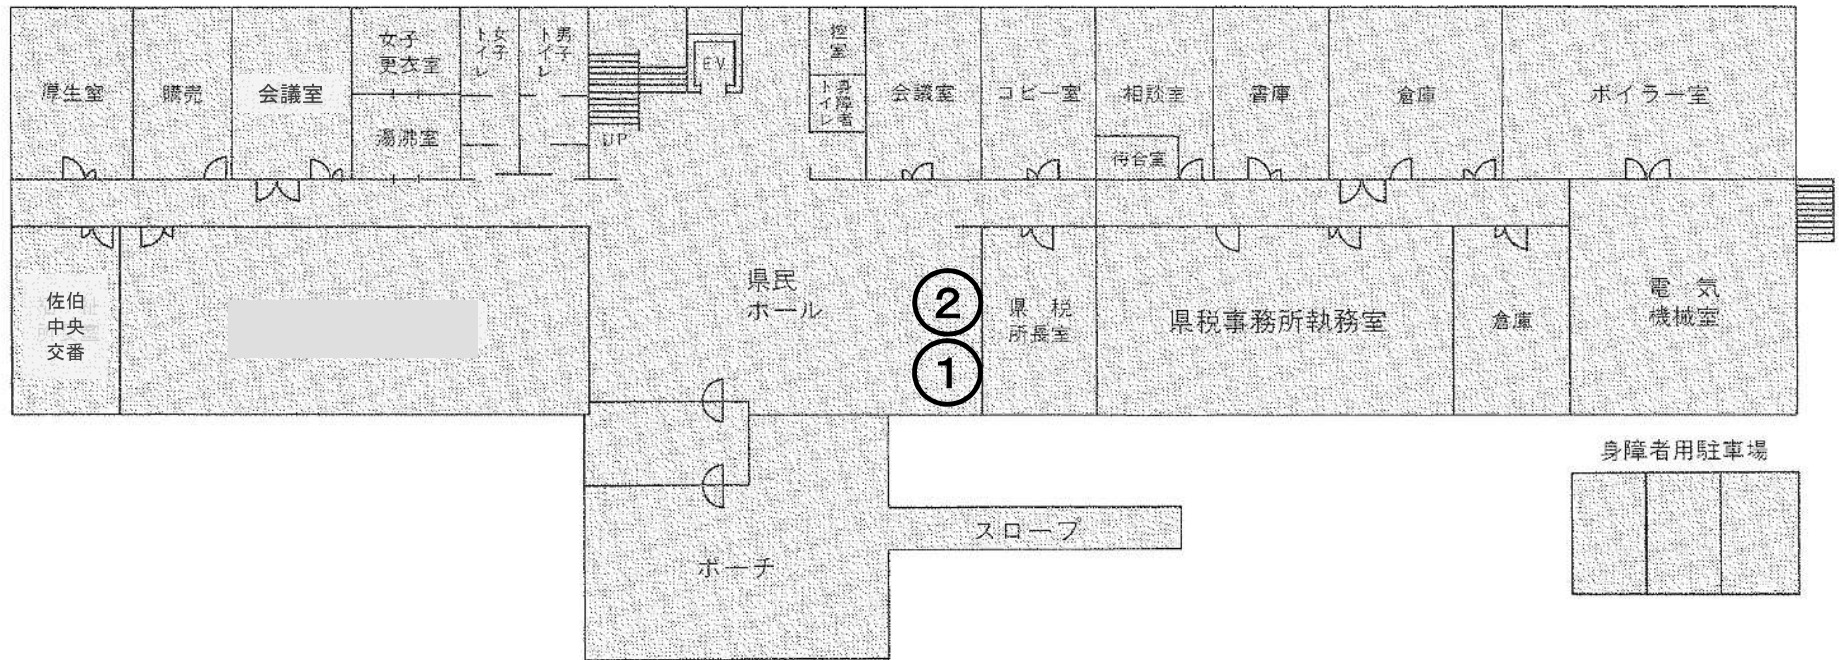 厚生室
購売
会議室
女子
更衣室
湯沸室
女子
トイレ
男子
トイレ
UP
EV
控室
身障者
トイレ
会議室
コピー室
相談室
待合室
書庫
倉庫
ボイラー室
佐伯
中央
交番
県民
ホール
②
①
県税
所長室
県税事務所執務室
倉庫
電気
機械室
身障者用駐車場
スロープ
ポーチ